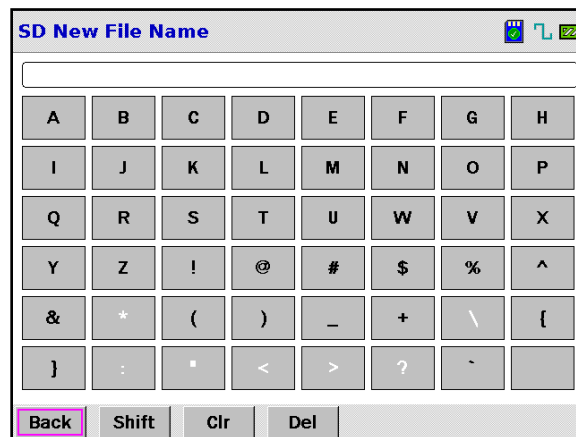 SD New File Name
A B C D E F G H
I J K L M N O P
Q R S T U W V X
Y Z ! @ # $ % ^
& * ( ) _ + \ {
} : " < > ? `
Back Shift Clr Del